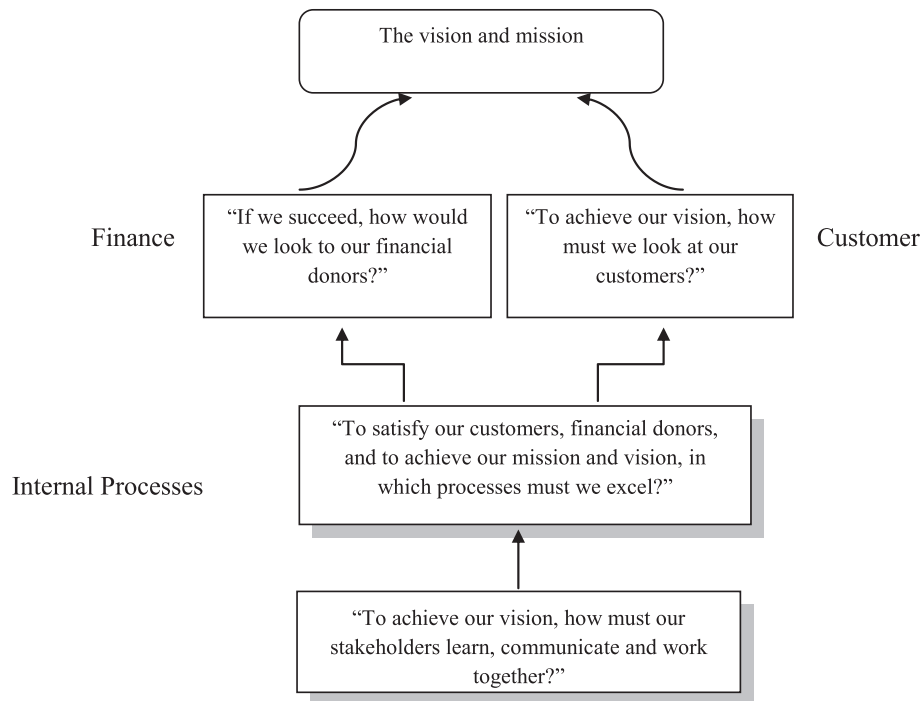 The vision and mission
Finance
“If we succeed, how would
we look to our financial
donors?”
“To achieve our vision, how
must we look at our
customers?”
Customer
Internal Processes
“To satisfy our customers, financial donors,
and to achieve our mission and vision, in
which processes must we excel?”
“To achieve our vision, how must our
stakeholders learn, communicate and work
together?”